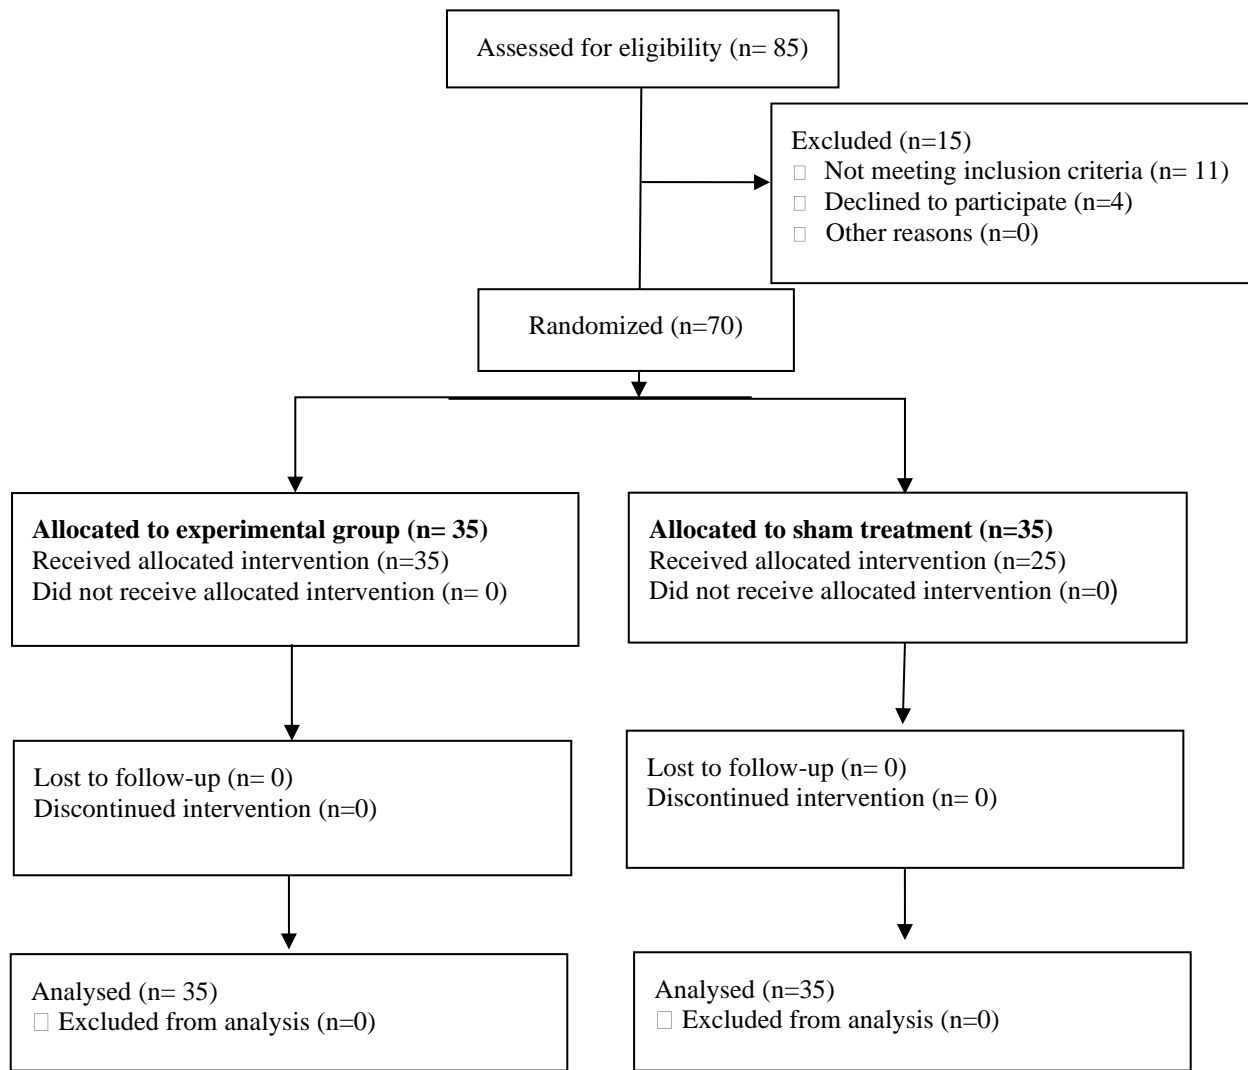 Assessed for eligibility (n= 85)
Excluded (n=15)
□ Not meeting inclusion criteria (n= 11)
□ Declined to participate (n=4)
□ Other reasons (n=0)
Randomized (n=70)
Allocated to experimental group (n= 35)
Received allocated intervention (n=35)
Did not receive allocated intervention (n= 0)
Allocated to sham treatment (n=35)
Received allocated intervention (n=25)
Did not receive allocated intervention (n=0)
Lost to follow-up (n= 0)
Discontinued intervention (n=0)
Lost to follow-up (n= 0)
Discontinued intervention (n= 0)
Analysed (n= 35)
□ Excluded from analysis (n=0)
Analysed (n=35)
□ Excluded from analysis (n=0)